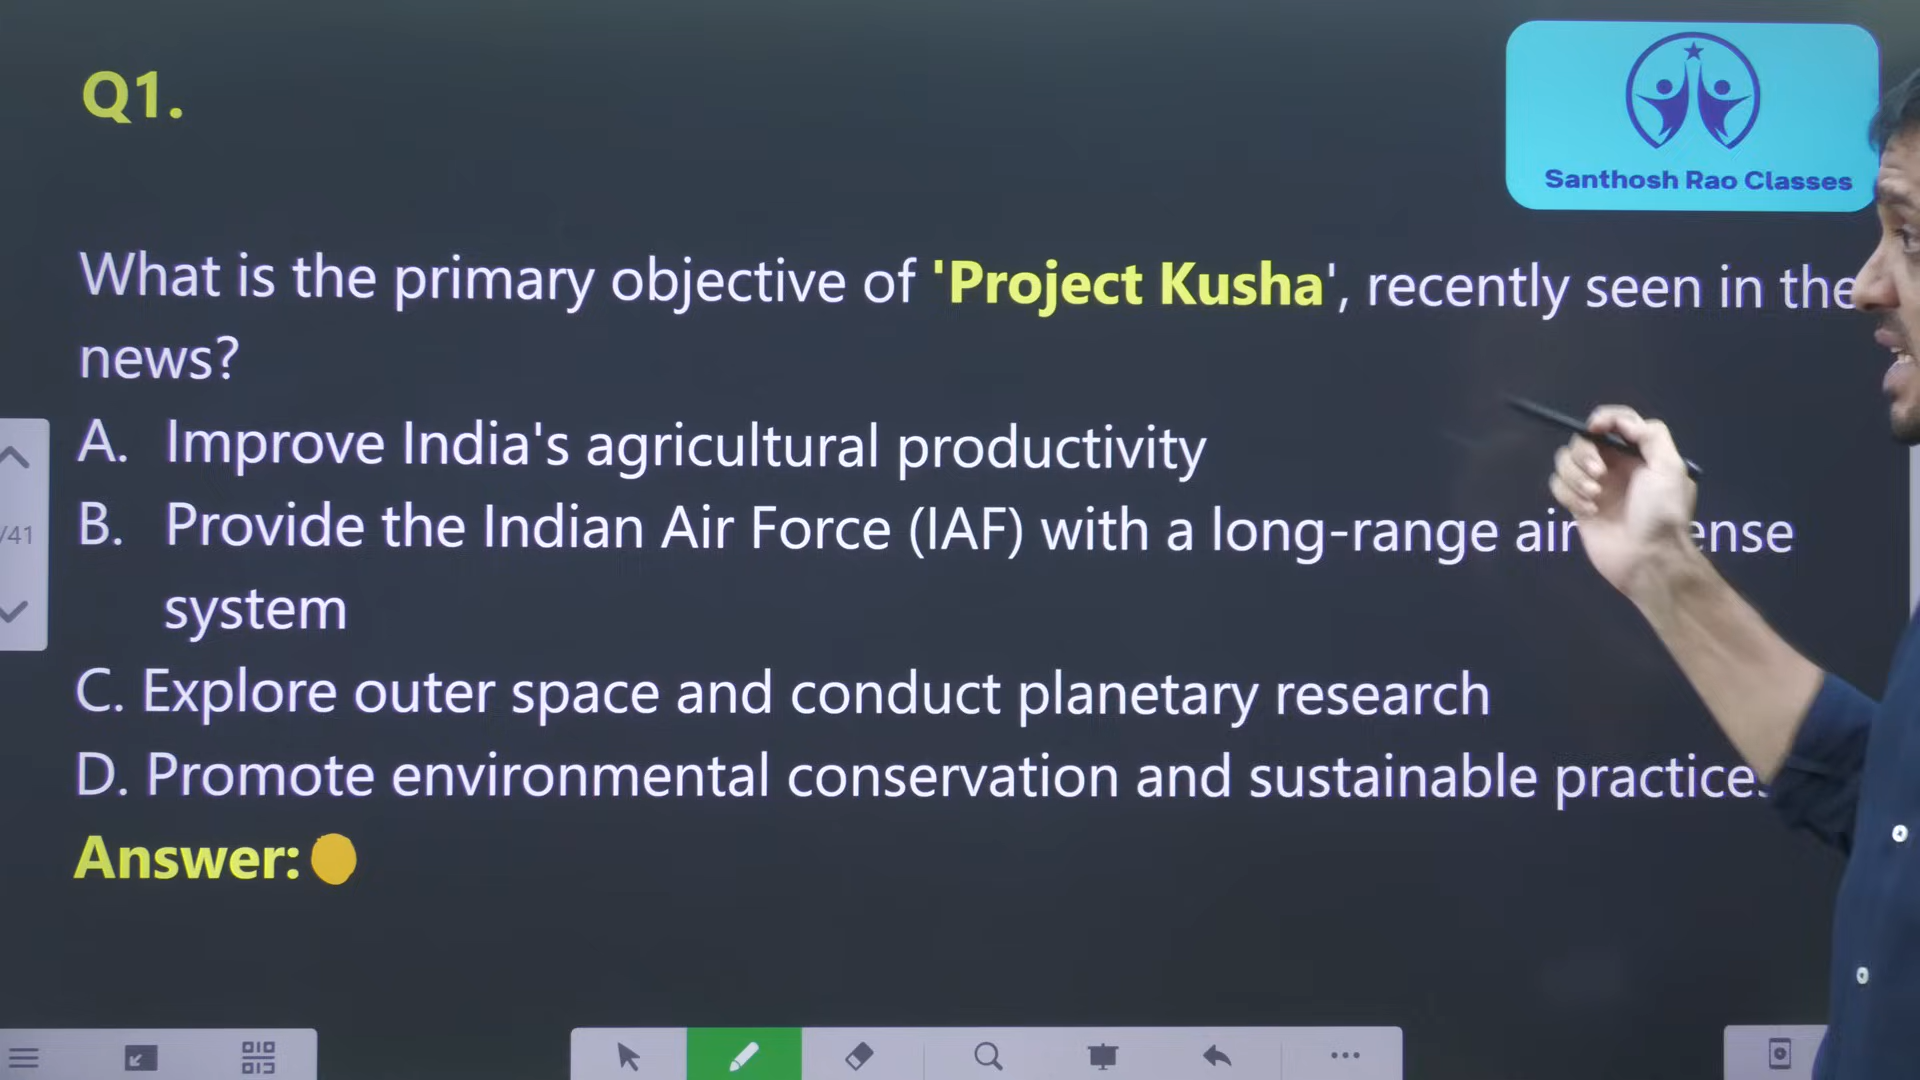 Q1.
Santhosh Rao Classes
What is the primary objective of 'Project Kusha', recently seen in the
news?
A. Improve India's agricultural productivity
B. Provide the Indian Air Force (IAF) with a long-range air ense
system
C. Explore outer space and conduct planetary research
/41
D. Promote environmental conservation and sustainable practices
Answer: